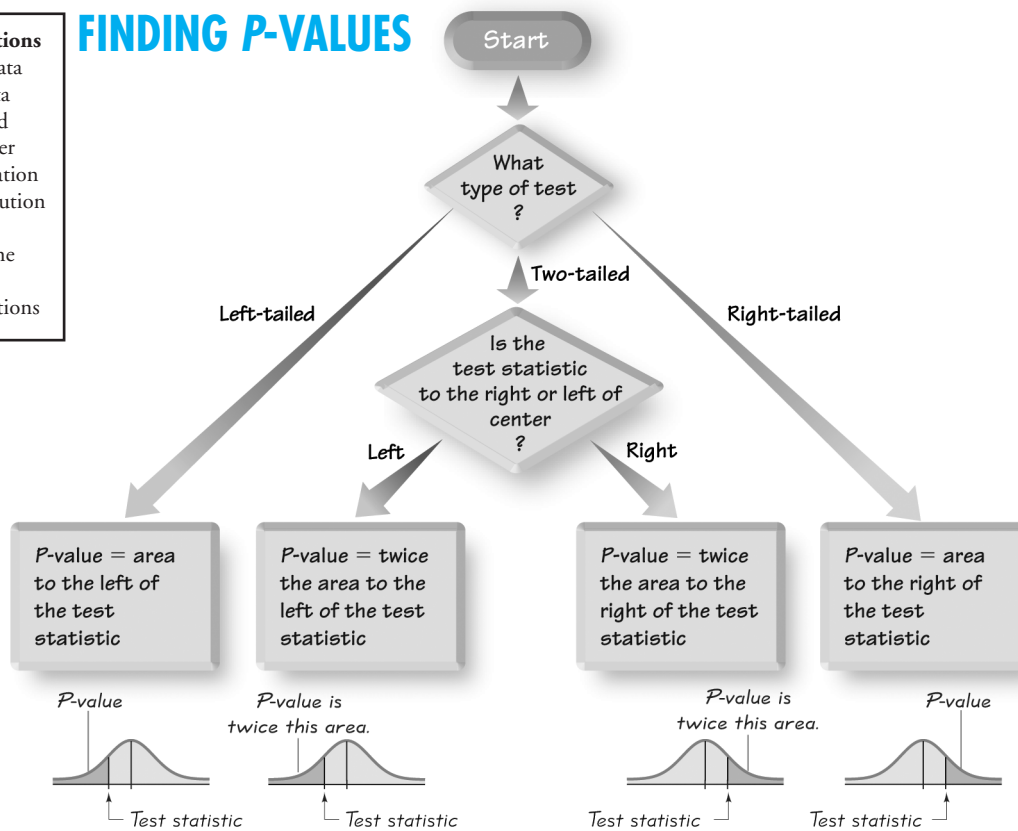 FINDING P-VALUES
Start
What
type of test
?
Left-tailed
Two-tailed
Right-tailed
Is the
test statistic
to the right or left of
center
?
Left
Right
P-value = area
to the left of
the test
statistic
P-value = twice
the area to the
left of the test
statistic
P-value = twice
the area to the
right of the test
statistic
P-value = area
to the right of
the test
statistic
P-value
P-value is
twice this area.
P-value is
twice this area.
P-value
Test statistic
Test statistic
Test statistic
Test statistic